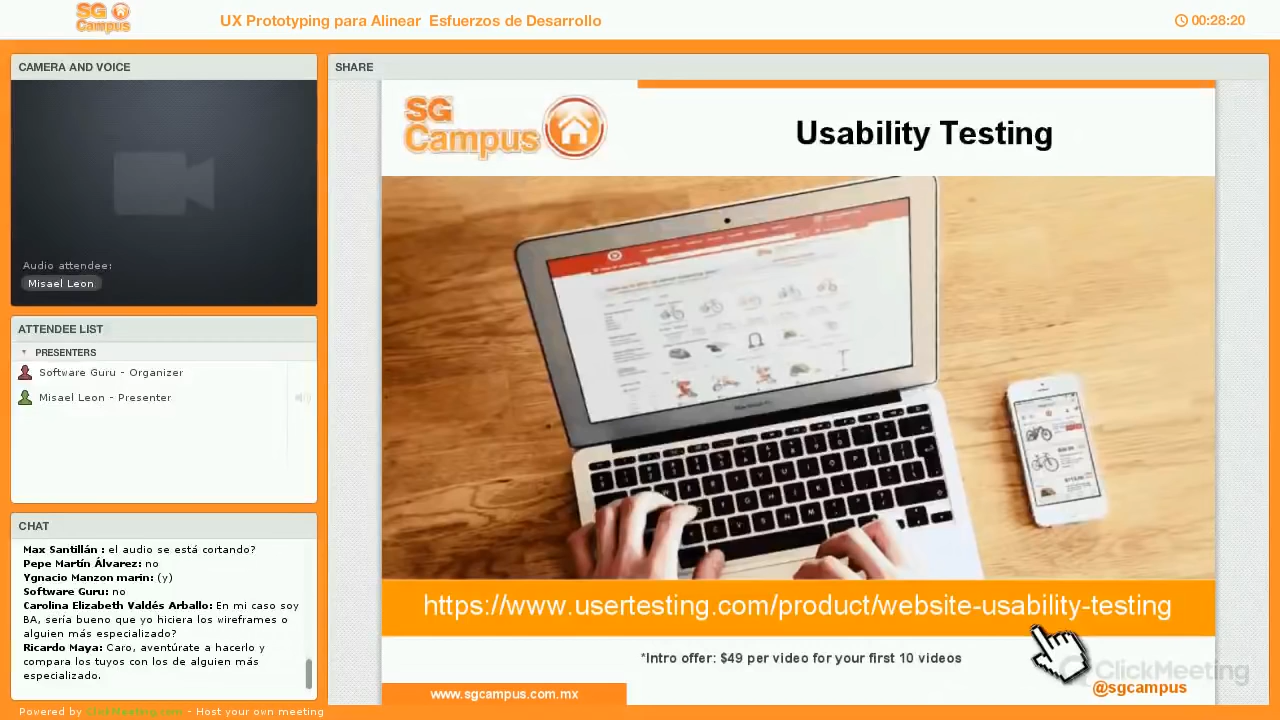 SG
Campus
UX Prototyping para Alinear Esfuerzos de Desarrollo
00:28:20
CAMERA AND VOICE
Audio attendee:
Misael Leon
ATTENDEE LIST
PRESENTERS
Software Guru - Organizer
Misael Leon - Presenter
CHAT
Max Santillán : el audio se está cortando?
Pepe Martín Álvarez: no
Ygnacio Manzon marin: (y)
Software Guru: no
Carolina Elizabeth Valdés Arballo: En mi caso soy
BA, sería bueno que yo hiciera los wireframes o
alguien más especializado?
Ricardo Maya: Caro, aventúrate a hacerlo y
compara los tuyos con los de alguien más
especializado.
Powered by ClickMeeting.com - Host your own meeting
SHARE
SG
Campus
Usability Testing
https://www.usertesting.com/product/website-usability-testing
*Intro offer: $49 per video for your first 10 videos
ClickMeeting
www.sgcampus.com.mx
@sgcampus